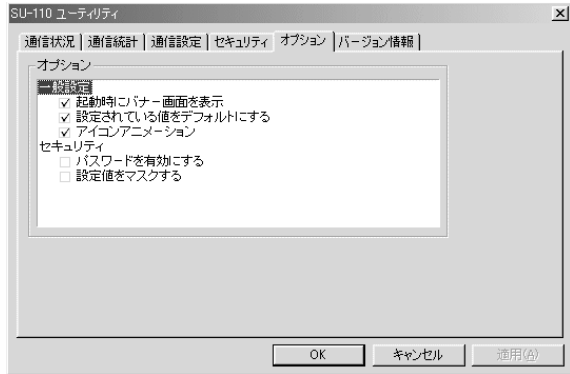 SU-110 ユーティリティ
通信状況 通信統計 通信設定 セキュリティ オプション バージョン情報
オプション
一般設定
起動時にバナー画面を表示
設定されている値をデフォルトにする
アイコンアニメーション
セキュリティ
パスワードを有効にする
設定値をマスクする
OK キャンセル 適用(A)